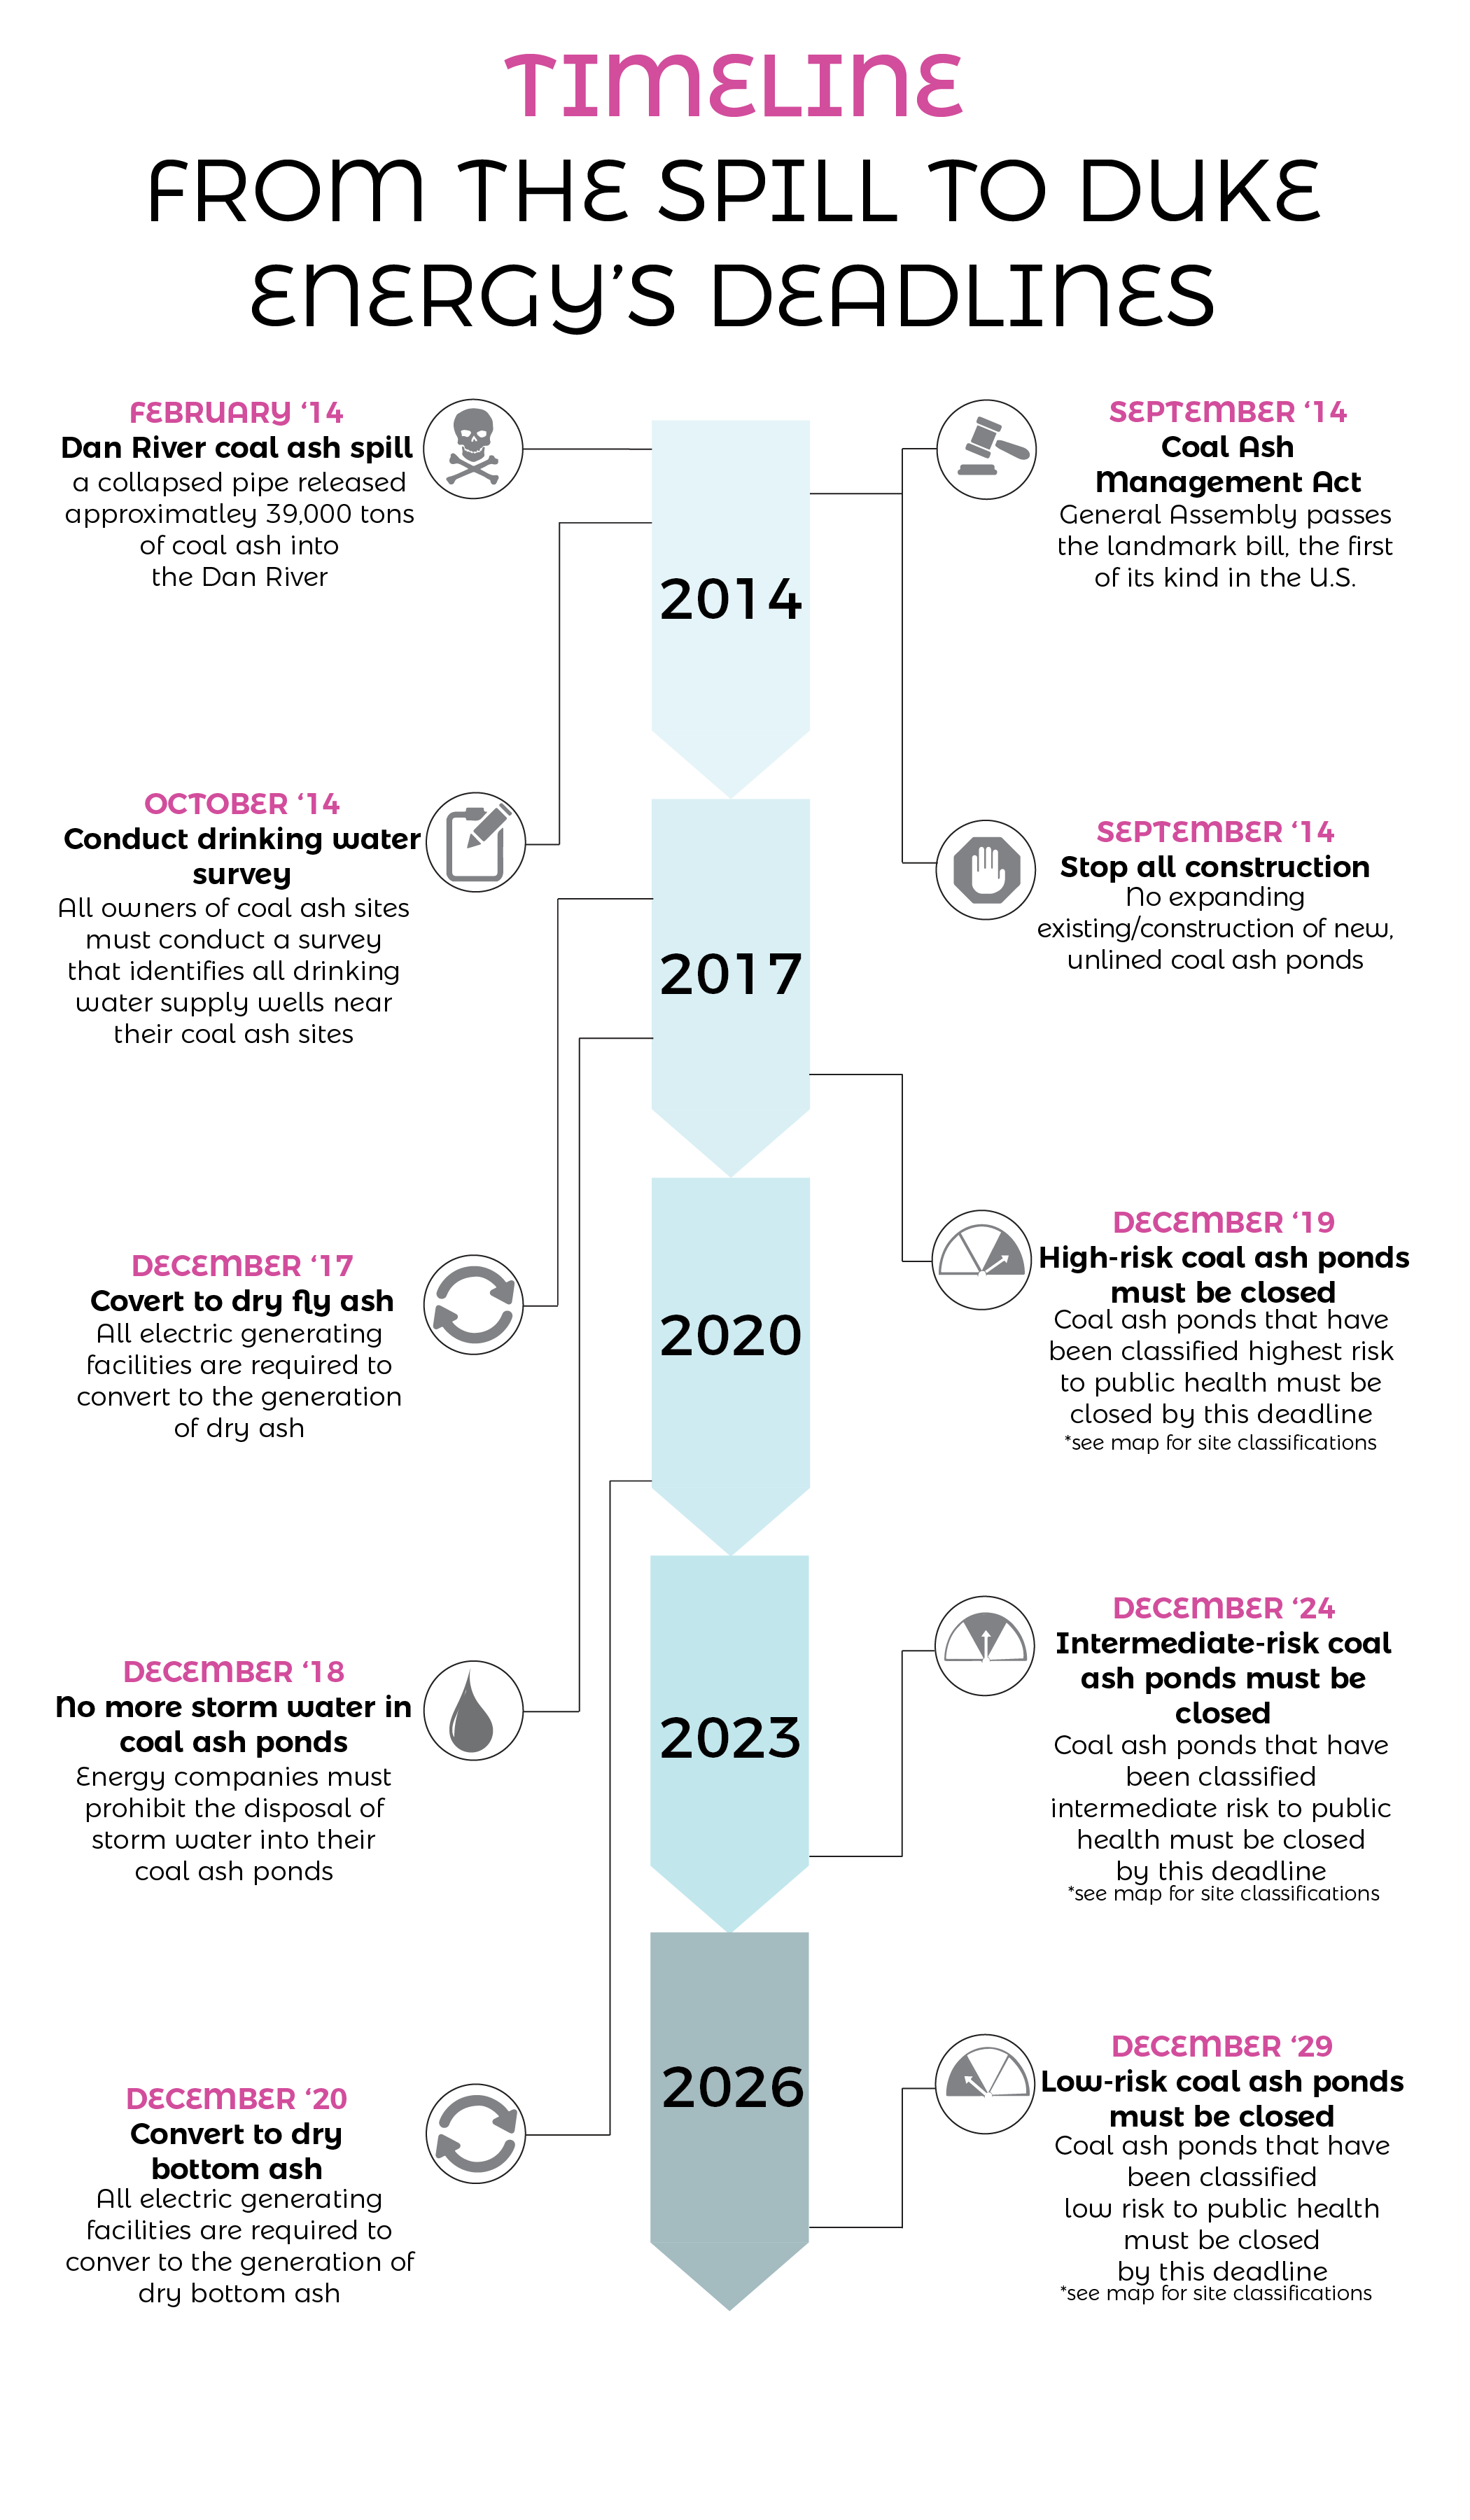 TIMELINE
FROM THE SPILL TO DUKE
ENERGY’S DEADLINES
FEBRUARY ‘14
Dan River coal ash spill
a collapsed pipe released
approximatley 39,000 tons
of coal ash into
the Dan River
SEPTEMBER ‘14
Coal Ash
Management Act
General Assembly passes
the landmark bill, the first
of its kind in the U.S.
2014
OCTOBER ‘14
Conduct drinking water
survey
All owners of coal ash sites
must conduct a survey
that identifies all drinking
water supply wells near
their coal ash sites
SEPTEMBER ‘14
Stop all construction
No expanding
existing/construction of new,
unlined coal ash ponds
2017
DECEMBER ‘17
Covert to dry fly ash
All electric generating
facilities are required to
convert to the generation
of dry ash
DECEMBER ‘19
High-risk coal ash ponds
must be closed
Coal ash ponds that have
been classified highest risk
to public health must be
closed by this deadline
*see map for site classifications
2020
DECEMBER ‘18
No more storm water in
coal ash ponds
Energy companies must
prohibit the disposal of
storm water into their
coal ash ponds
DECEMBER ‘24
Intermediate-risk coal
ash ponds must be
closed
Coal ash ponds that have
been classified
intermediate risk to public
health must be closed
by this deadline
*see map for site classifications
2023
DECEMBER ‘20
Convert to dry
bottom ash
All electric generating
facilities are required to
conver to the generation of
dry bottom ash
DECEMBER ‘29
Low-risk coal ash ponds
must be closed
Coal ash ponds that have
been classified
low risk to public health
must be closed
by this deadline
*see map for site classifications
2026